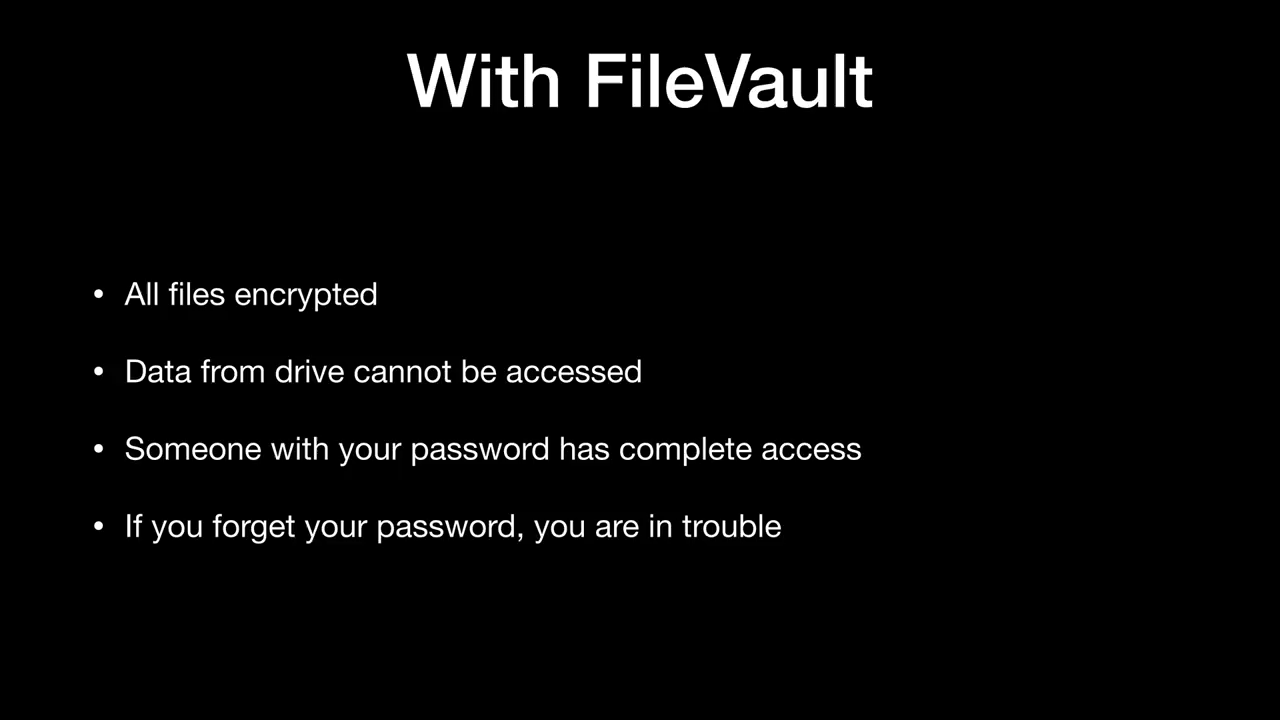 With FileVault
• All files encrypted
• Data from drive cannot be accessed
• Someone with your password has complete access
• If you forget your password, you are in trouble